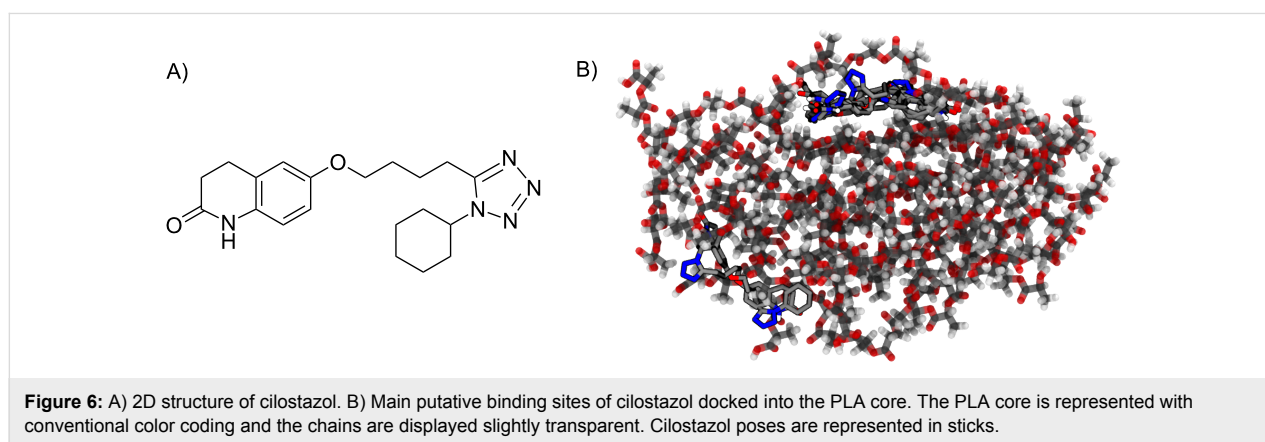 A)
B)
O
O
N
H
N
N
N
N
Figure 6: A) 2D structure of cilostazol. B) Main putative binding sites of cilostazol docked into the PLA core. The PLA core is represented with
conventional color coding and the chains are displayed slightly transparent. Cilostazol poses are represented in sticks.